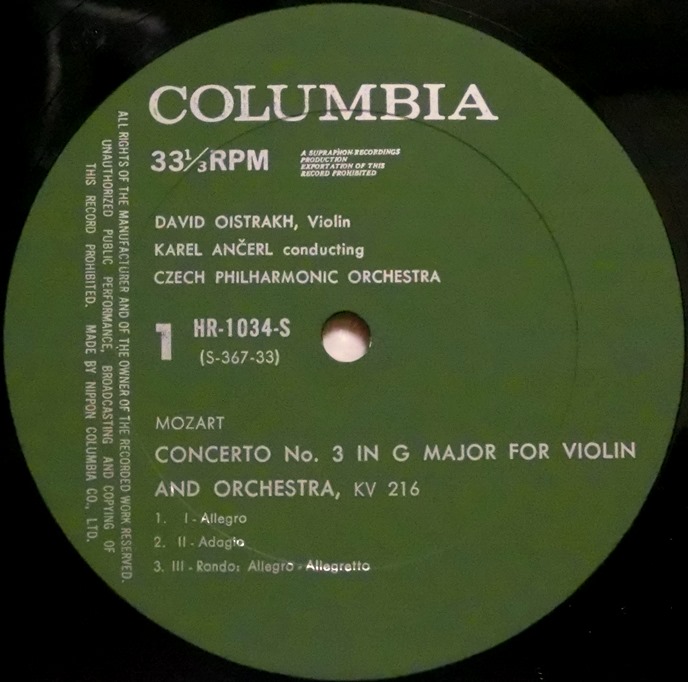 COLUMBIA
33⅓RPM
A SUPRAPHON-RECORDINGS
PRODUCTION
EXPORTATION OF THIS
RECORD PROHIBITED
DAVID OISTRAKH, Violin
KAREL ANČERL conducting
CZECH PHILHARMONIC ORCHESTRA
1 HR-1034-S
(S-367-33)
MOZART
CONCERTO No. 3 IN G MAJOR FOR VIOLIN
AND ORCHESTRA, KV 216
1. I - Allegro
2. II - Adagio
3. III - Rondo: Allegro - Allegretto
ALL RIGHTS OF THE MANUFACTURER AND OF THE OWNER OF THE RECORDED WORK RESERVED.
UNAUTHORIZED PUBLIC PERFORMANCE, BROADCASTING AND COPYING OF
THIS RECORD PROHIBITED. MADE BY NIPPON COLUMBIA CO., LTD.